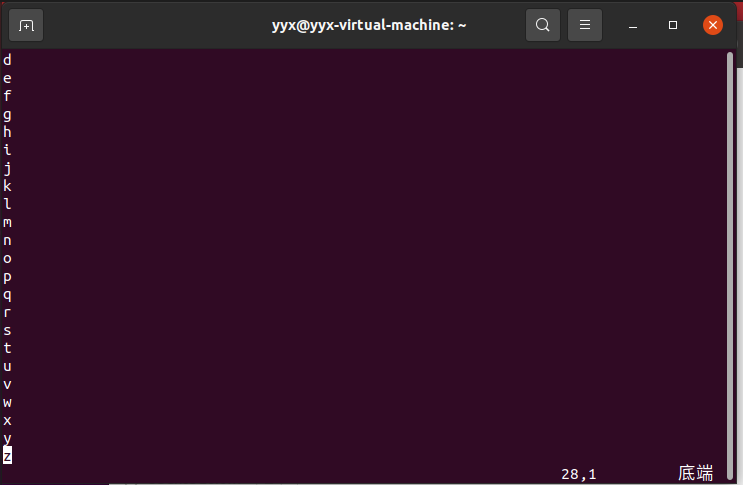 yyx@yyx-virtual-machine: ~
d
e
f
g
h
i
j
k
l
m
n
o
p
q
r
s
t
u
v
w
x
y
z
28,1 底端